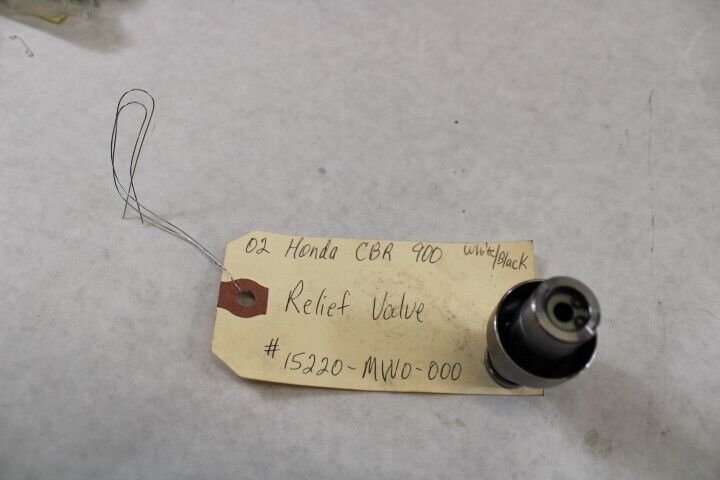 02 Honda CBR 900 White/Black
Relief Valve
# 15220-MW0-000